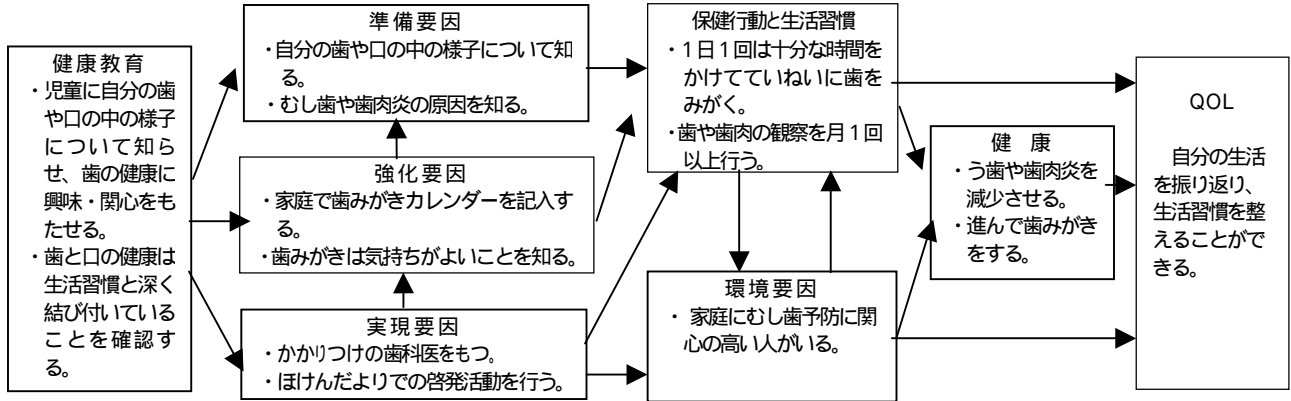 健康教育
・児童に自分の歯
や口の中の様子
について知ら
せ、歯の健康に
興味・関心をも
たせる。
・歯と口の健康は
生活習慣と深く
結び付いている
ことを確認す
る。
準備要因
・自分の歯や口の中の様子について知
る。
・むし歯や歯肉炎の原因を知る。
強化要因
・家庭で歯みがきカレンダーを記入す
る。
・歯みがきは気持ちがよいことを知る。
実現要因
・かかりつけの歯科医をもつ。
・ほけんだよりでの啓発活動を行う。
保健行動と生活習慣
・1日1回は十分な時間を
かけてていねいに歯を
みがく。
・歯や歯肉の観察を月1回
以上行う。
環境要因
・ 家庭にむし歯予防に関
心の高い人がいる。
健 康
・う歯や歯肉炎を
減少させる。
・進んで歯みがき
をする。
QOL
自分の生活
を振り返り、
生活習慣を整
えることがで
きる。